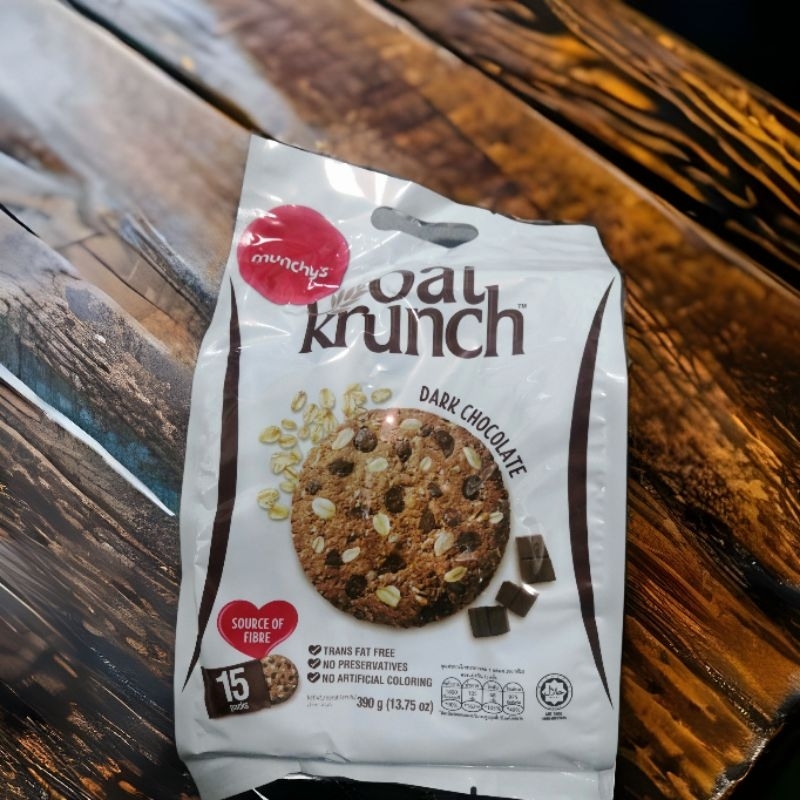 munchy's
oat
krunch™
DARK CHOCOLATE
SOURCE OF
FIBRE
TRANS FAT FREE
NO PRESERVATIVES
NO ARTIFICIAL COLORING
15
packs
390 g (13.75 oz)